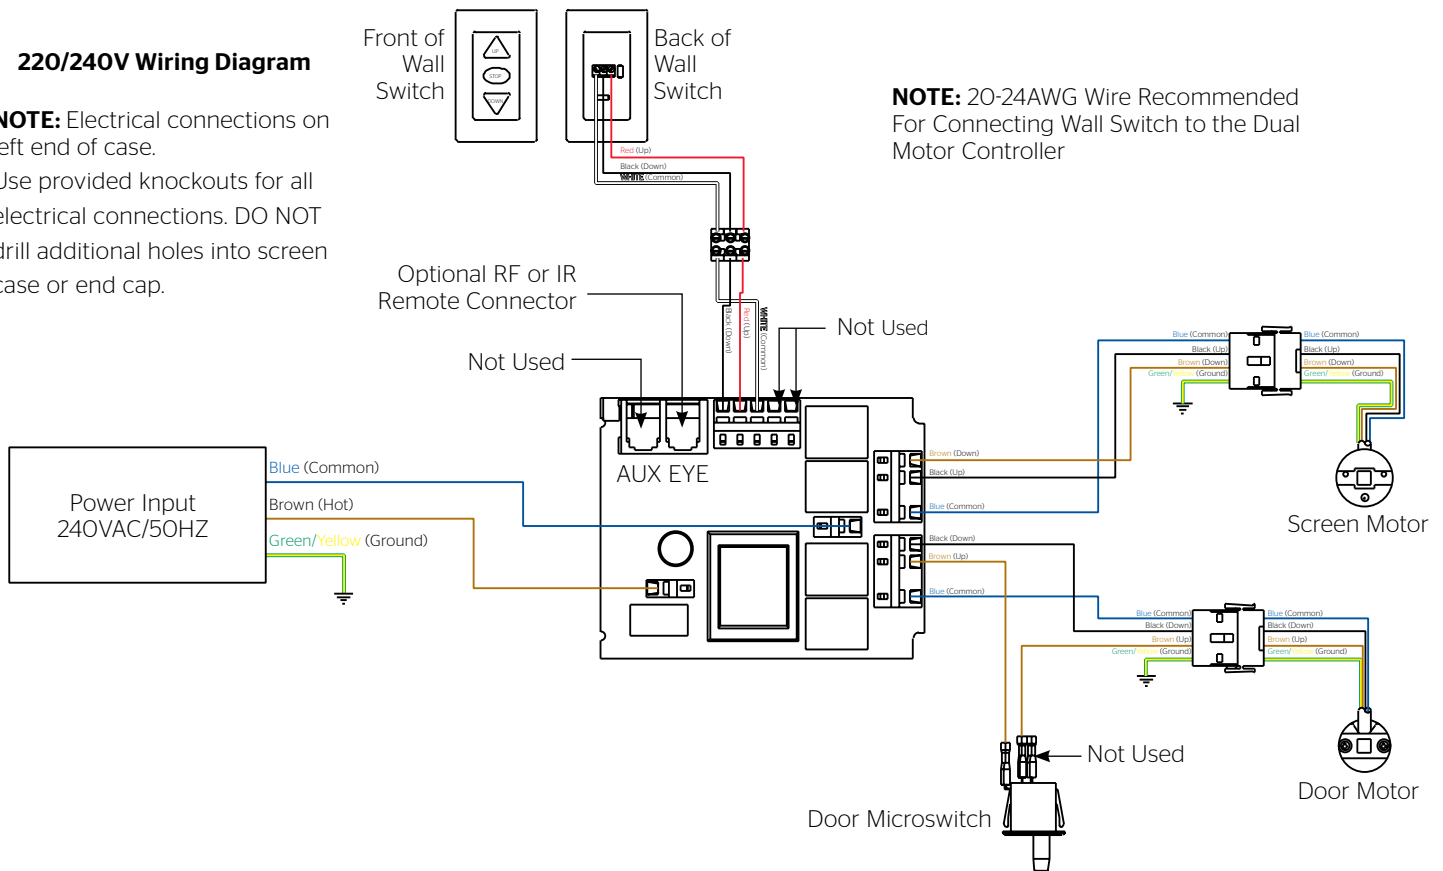 220/240V Wiring Diagram
NOTE: Electrical connections on
left end of case.
Use provided knockouts for all
electrical connections. DO NOT
drill additional holes into screen
case or end cap.
Front of
Wall
Switch
UP
STOP
DOWN
Back of
Wall
Switch
NOTE: 20-24AWG Wire Recommended
For Connecting Wall Switch to the Dual
Motor Controller
Red (Up)
Black (Down)
WHITE (Common)
Optional RF or IR
Remote Connector
Not Used
Black (Down)
Red (Up)
WHITE (Common)
Not Used
AUX EYE
Power Input
240VAC/50HZ
Blue (Common)
Brown (Hot)
Green/Yellow (Ground)
Brown (Down)
Black (Up)
Blue (Common)
Black (Down)
Brown (Up)
Blue (Common)
Blue (Common)
Black (Up)
Brown (Down)
Green/Yellow (Ground)
Blue (Common)
Black (Up)
Brown (Down)
Green/Yellow (Ground)
Screen Motor
Blue (Common)
Black (Down)
Brown (Up)
Green/Yellow (Ground)
Blue (Common)
Black (Down)
Brown (Up)
Green/Yellow (Ground)
Door Motor
Not Used
Door Microswitch